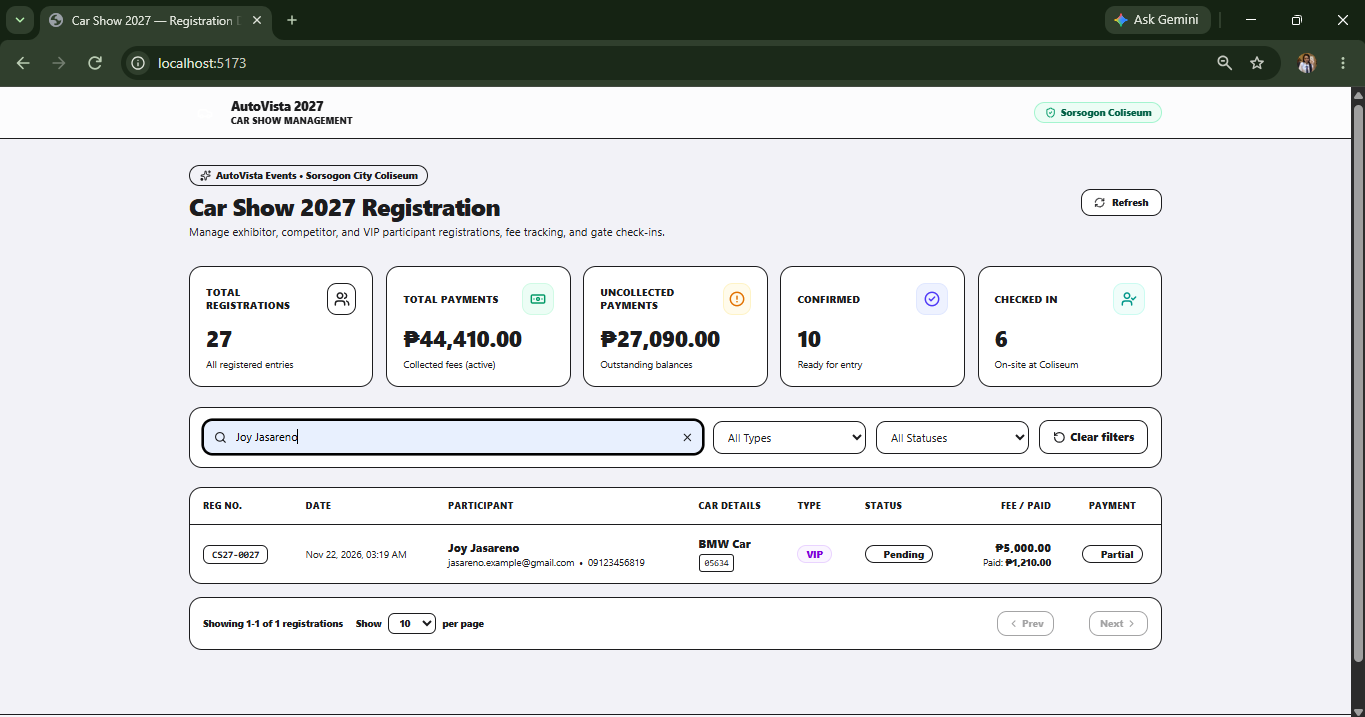 Car Show 2027 — Registration D
Ask Gemini
localhost:5173
AutoVista 2027
CAR SHOW MANAGEMENT
Sorsogon Coliseum
AutoVista Events • Sorsogon City Coliseum
Car Show 2027 Registration
Manage exhibitor, competitor, and VIP participant registrations, fee tracking, and gate check-ins.
Refresh
TOTAL
REGISTRATIONS
27
All registered entries
TOTAL PAYMENTS
₱44,410.00
Collected fees (active)
UNCOLLECTED
PAYMENTS
₱27,090.00
Outstanding balances
CONFIRMED
10
Ready for entry
CHECKED IN
6
On-site at Coliseum
Joy Jasareno
All Types
All Statuses
Clear filters
REG NO. DATE PARTICIPANT CAR DETAILS TYPE STATUS FEE / PAID PAYMENT
CS27-0027
Nov 22, 2026, 03:19 AM
Joy Jasareno
jasareno.example@gmail.com • 09123456819
BMW Car
05634
VIP
Pending
₱5,000.00
Paid: ₱1,210.00
Partial
Showing 1-1 of 1 registrations Show 10 per page
Prev
Next